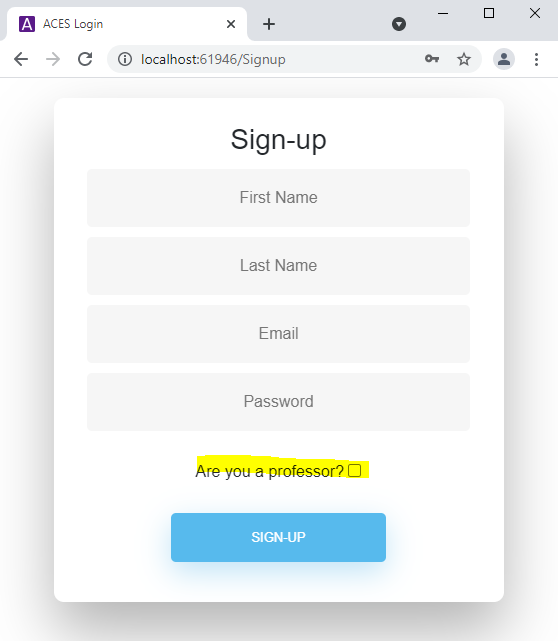 A ACES Login
localhost:61946/Signup
Sign-up
First Name
Last Name
Email
Password
Are you a professor?
SIGN-UP